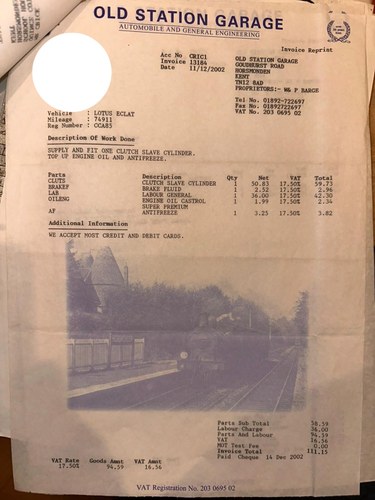 OLD STATION GARAGE
AUTOMOBILE AND GENERAL ENGINEERING
Invoice Reprint
Acc No CRIC1
Invoice 13184
Date 11/12/2002
OLD STATION GARAGE
GOUDHURST ROAD
HORSMONDEN
KENT
TN12 8AD
PROPRIETORS:- W& P BARGE
Tel No. 01892-722697
Fax No. 01892722697
VAT No. 203 0695 02
Vehicle : LOTUS ECLAT
Mileage : 74911
Reg Number : CCA85
Description Of Work Done
SUPPLY AND FIT ONE CLUTCH SLAVE CYLINDER.
TOP UP ENGINE OIL AND ANTIFREEZE.
Parts Description Qty Net VAT Total
CLUTS CLUTCH SLAVE CYLINDER 1 50.83 17.50% 59.73
BRAKEF BRAKE FLUID 1 2.52 17.50% 2.96
LAB LABOUR GENERAL 1 36.00 17.50% 42.30
OILENG ENGINE OIL CASTROL 1 1.99 17.50% 2.34
SUPER PREMIUM
AF ANTIFREEZE 1 3.25 17.50% 3.82
Additional Information
WE ACCEPT MOST CREDIT AND DEBIT CARDS.
Parts Sub Total 58.59
Labour Charge 36.00
Parts And Labour 94.59
VAT 16.56
MOT Test Fee 0.00
Invoice Total 111.15
Paid Cheque 14 Dec 2002
VAT Rate Goods Amnt VAT Amnt
17.50% 94.59 16.56
VAT Registration No. 203 0695 02